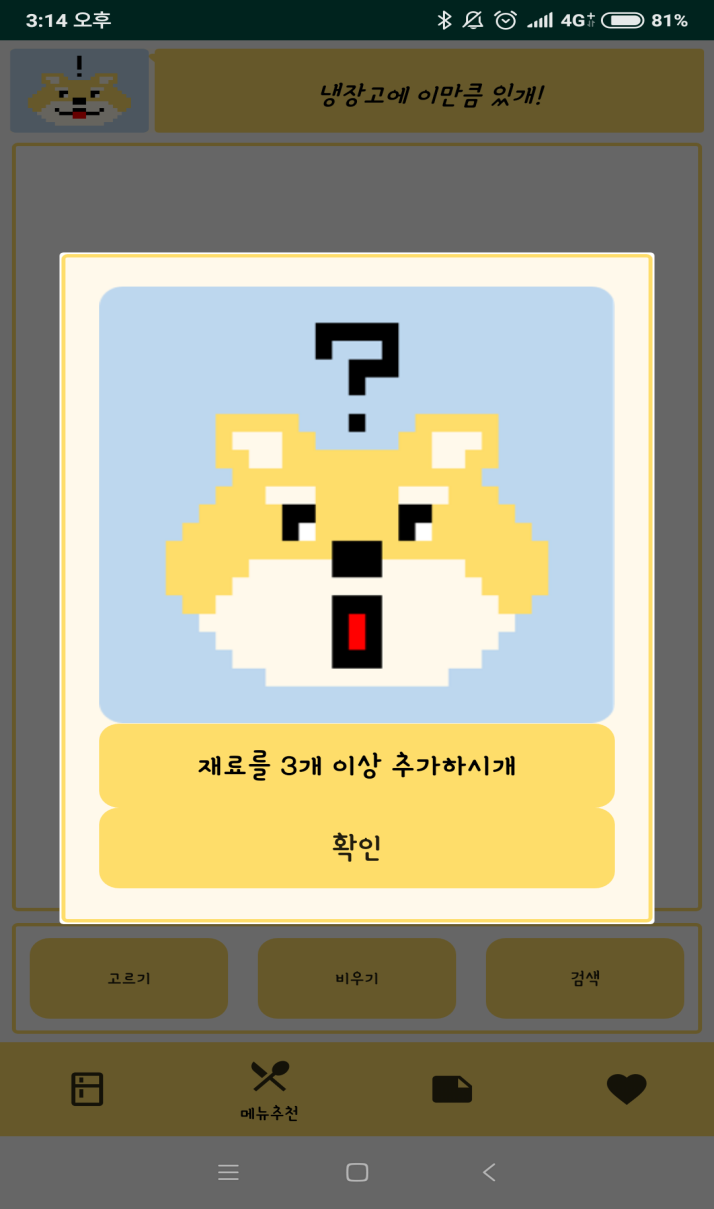 3:14 오후
4G+ 81%
!
냉장고에 이만큼 있개!
?
재료를 3개 이상 추가하시개
확인
고르기 비우기 검색
메뉴추천